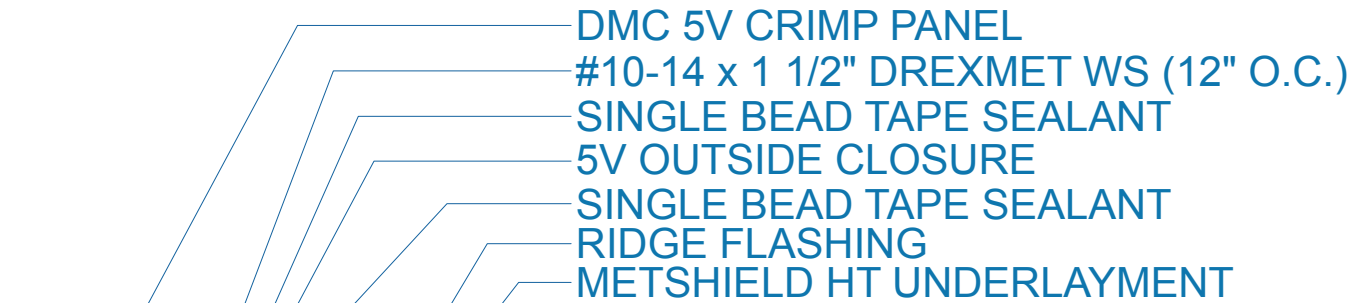 DMC 5V CRIMP PANEL
#10-14 x 1 1/2" DREXMET WS (12" O.C.)
SINGLE BEAD TAPE SEALANT
5V OUTSIDE CLOSURE
SINGLE BEAD TAPE SEALANT
RIDGE FLASHING
METSHIELD HT UNDERLAYMENT